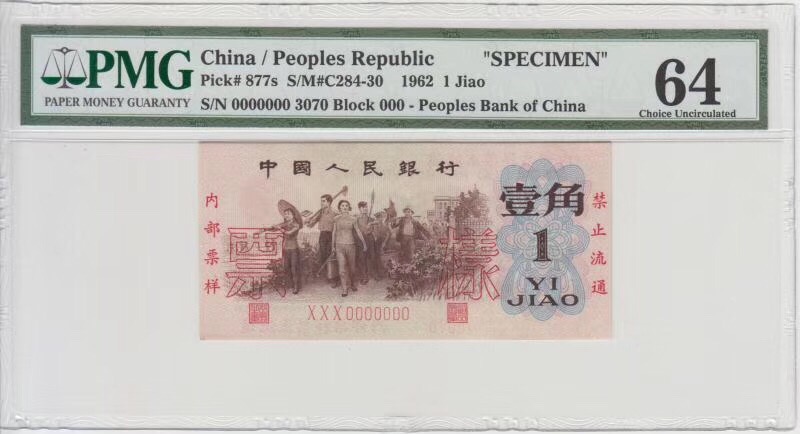 PMG
PAPER MONEY GUARANTY
China / Peoples Republic "SPECIMEN"
Pick# 877s S/M#C284-30 1962 1 Jiao
S/N 0000000 3070 Block 000 - Peoples Bank of China
64
Choice Uncirculated
中國人民銀行
内部票样
票樣
壹角
1
YI
JIAO
禁止流通
XXX0000000